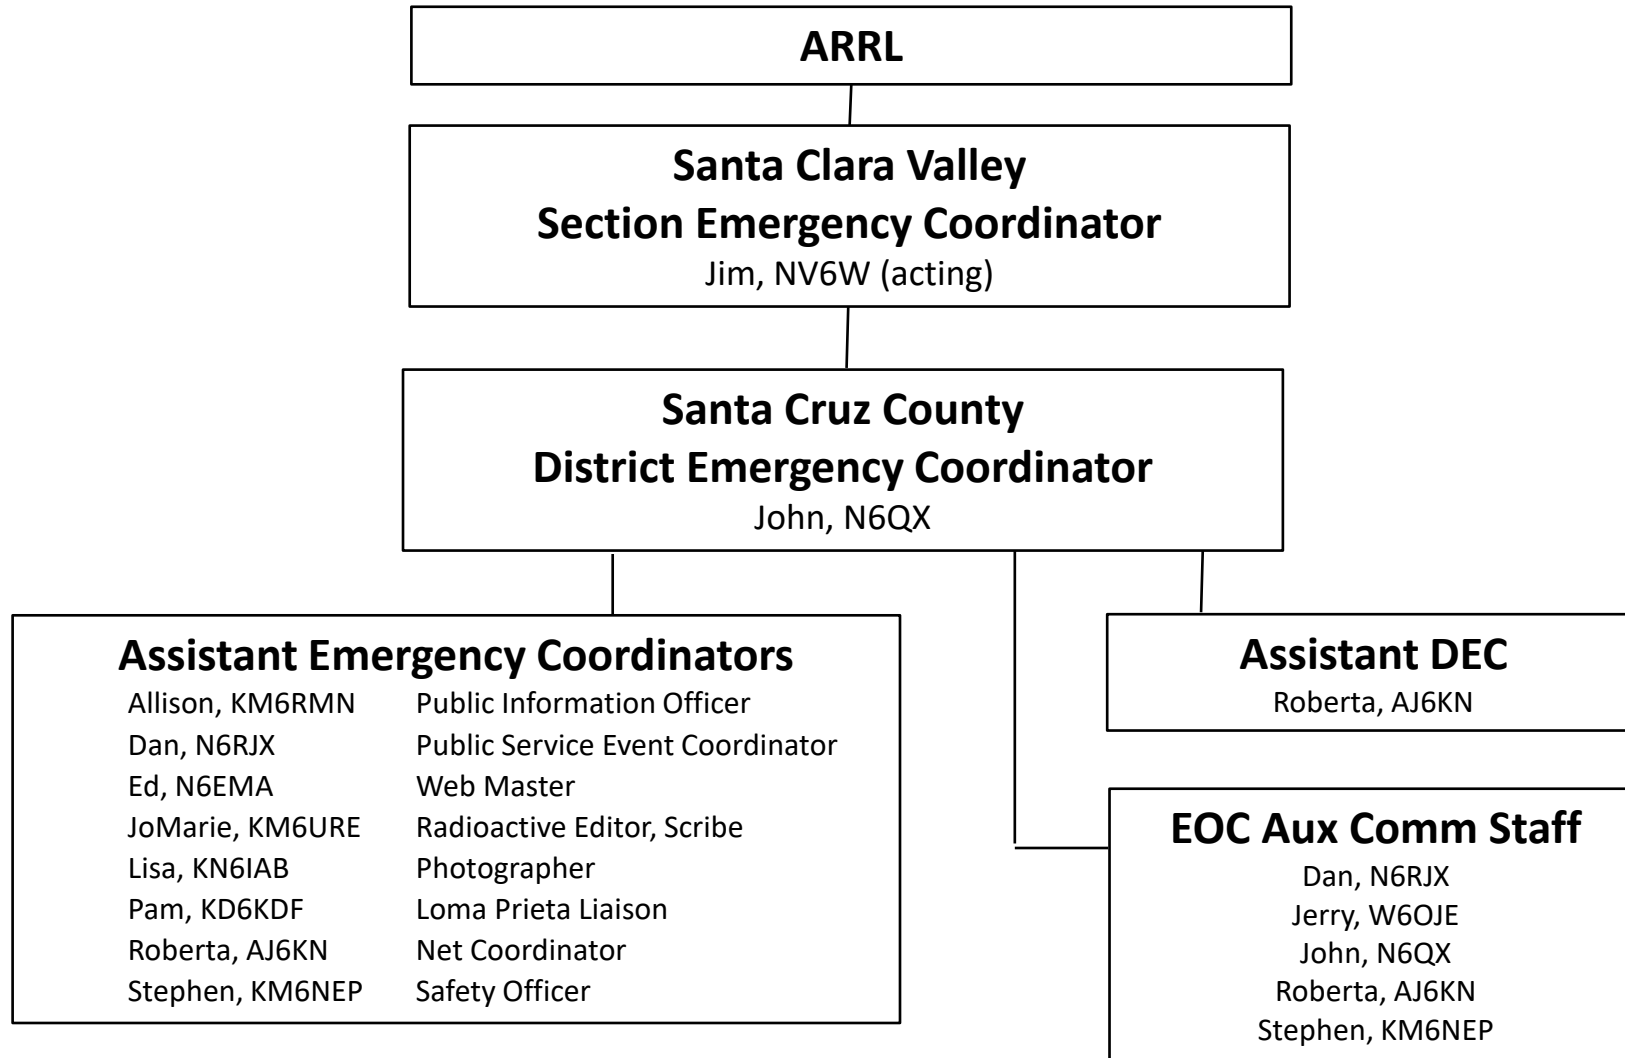 ARRL
Santa Clara Valley
Section Emergency Coordinator
Jim, NV6W (acting)
Santa Cruz County
District Emergency Coordinator
John, N6QX
Assistant Emergency Coordinators
Allison, KM6RMN Public Information Officer
Dan, N6RJX Public Service Event Coordinator
Ed, N6EMA Web Master
JoMarie, KM6URE Radioactive Editor, Scribe
Lisa, KN6IAB Photographer
Pam, KD6KDF Loma Prieta Liaison
Roberta, AJ6KN Net Coordinator
Stephen, KM6NEP Safety Officer
Assistant DEC
Roberta, AJ6KN
EOC Aux Comm Staff
Dan, N6RJX
Jerry, W6OJE
John, N6QX
Roberta, AJ6KN
Stephen, KM6NEP